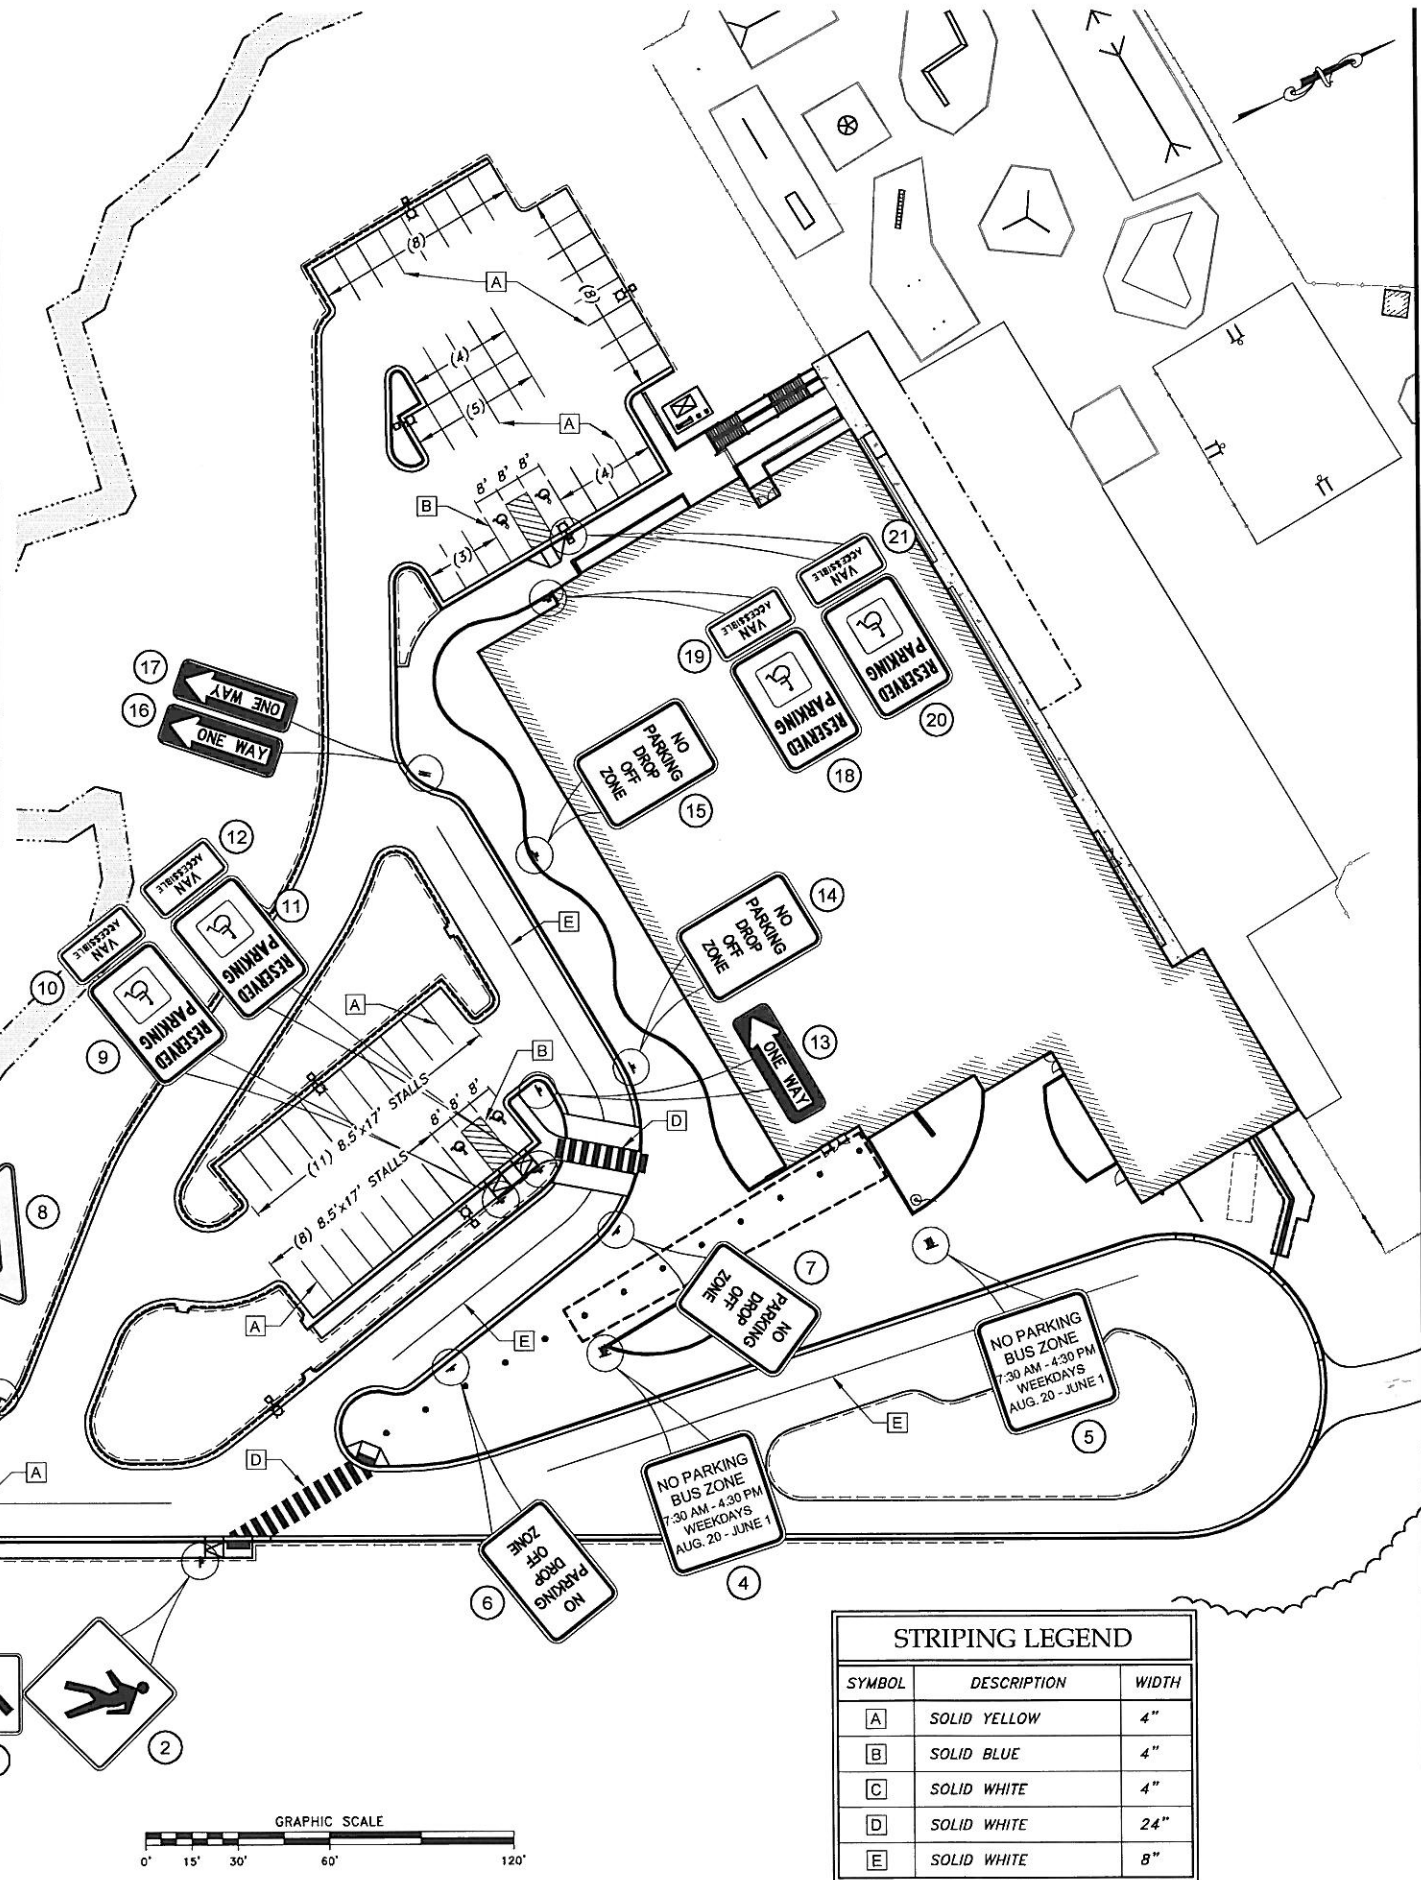 (8)
A
(8)
(4)
(5)
A
8' 8' 8'
(4)
B
(3)
21
VAN
ACCESSIBLE
RESERVED
PARKING
20
19
VAN
ACCESSIBLE
RESERVED
PARKING
18
17
ONE WAY
16
ONE WAY
NO
PARKING
DROP
OFF
ZONE
15
12
VAN
ACCESSIBLE
RESERVED
PARKING
11
10
VAN
ACCESSIBLE
RESERVED
PARKING
9
E
NO
PARKING
DROP
OFF
ZONE
14
A
B
ONE WAY
13
D
8' 8' 8'
(11) 8.5'x17' STALLS
(8) 8.5'x17' STALLS
8
A
E
NO
PARKING
DROP
OFF
ZONE
7
NO PARKING
BUS ZONE
7:30 AM - 4:30 PM
WEEKDAYS
AUG. 20 - JUNE 1
5
E
A
D
NO PARKING
BUS ZONE
7:30 AM - 4:30 PM
WEEKDAYS
AUG. 20 - JUNE 1
4
NO
PARKING
DROP
OFF
ZONE
6
2
GRAPHIC SCALE
0' 15' 30' 60' 120'
STRIPING LEGEND
SYMBOL DESCRIPTION WIDTH
A SOLID YELLOW 4"
B SOLID BLUE 4"
C SOLID WHITE 4"
D SOLID WHITE 24"
E SOLID WHITE 8"